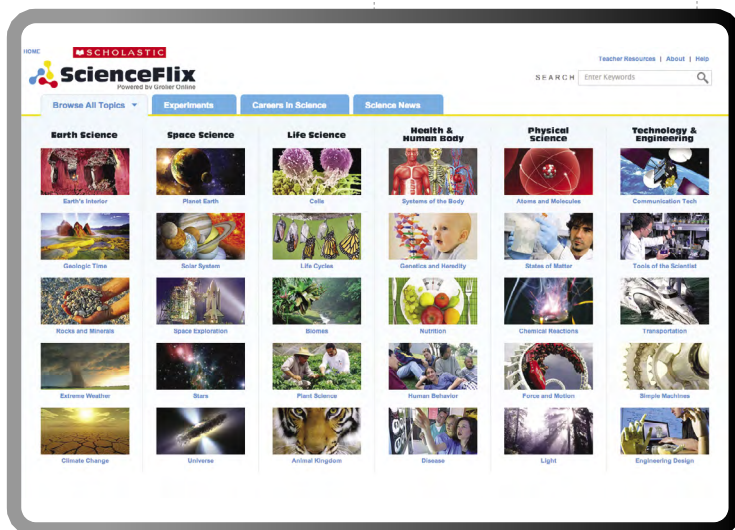 HOME
SCHOLASTIC
ScienceFlix
Powered by Grolier Online
Teacher Resources | About | Help
SEARCH Enter Keywords
Browse All Topics Experiments Careers in Science Science News
Earth Science Space Science Life Science Health & Human Body Physical Science Technology & Engineering
Earth's Interior Planet Earth Cells Systems of the Body Atoms and Molecules Communication Tech
Geologic Time Solar System Life Cycles Genetics and Heredity States of Matter Tools of the Scientist
Rocks and Minerals Space Exploration Biomes Nutrition Chemical Reactions Transportation
Extreme Weather Stars Plant Science Human Behavior Force and Motion Simple Machines
Climate Change Universe Animal Kingdom Disease Light Engineering Design